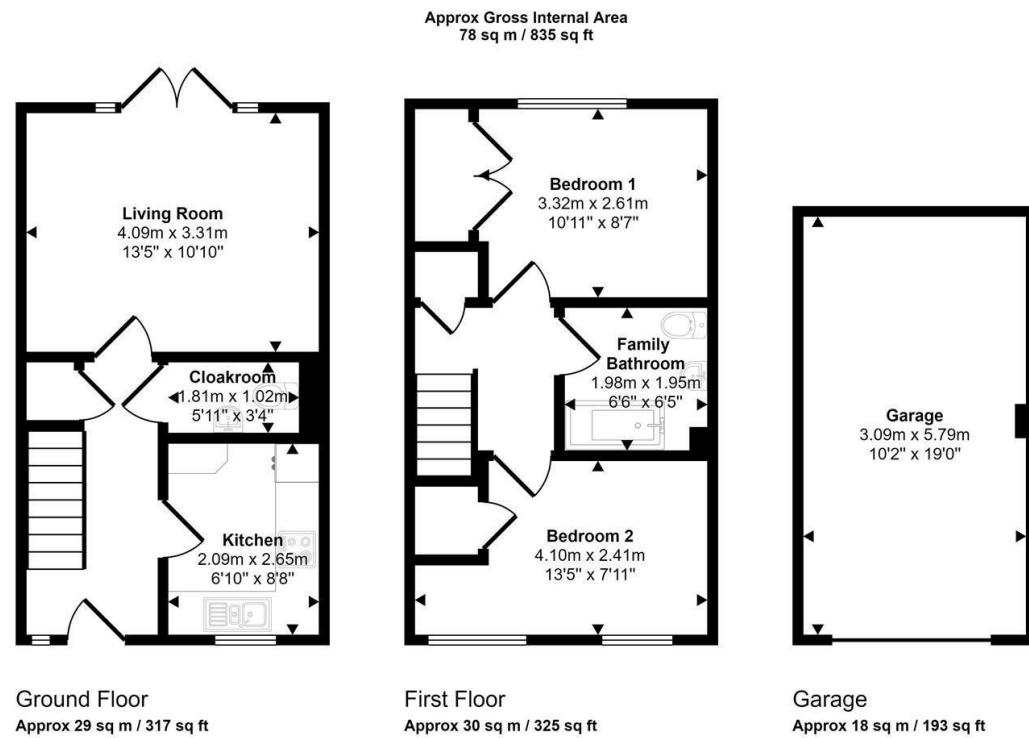 Approx Gross Internal Area
78 sq m / 835 sq ft
Living Room
4.09m x 3.31m
13'5" x 10'10"
Cloakroom
1.81m x 1.02m
5'11" x 3'4"
Kitchen
2.09m x 2.65m
6'10" x 8'8"
Bedroom 1
3.32m x 2.61m
10'11" x 8'7"
Family
Bathroom
1.98m x 1.95m
6'6" x 6'5"
Bedroom 2
4.10m x 2.41m
13'5" x 7'11"
Garage
3.09m x 5.79m
10'2" x 19'0"
Ground Floor
Approx 29 sq m / 317 sq ft
First Floor
Approx 30 sq m / 325 sq ft
Garage
Approx 18 sq m / 193 sq ft